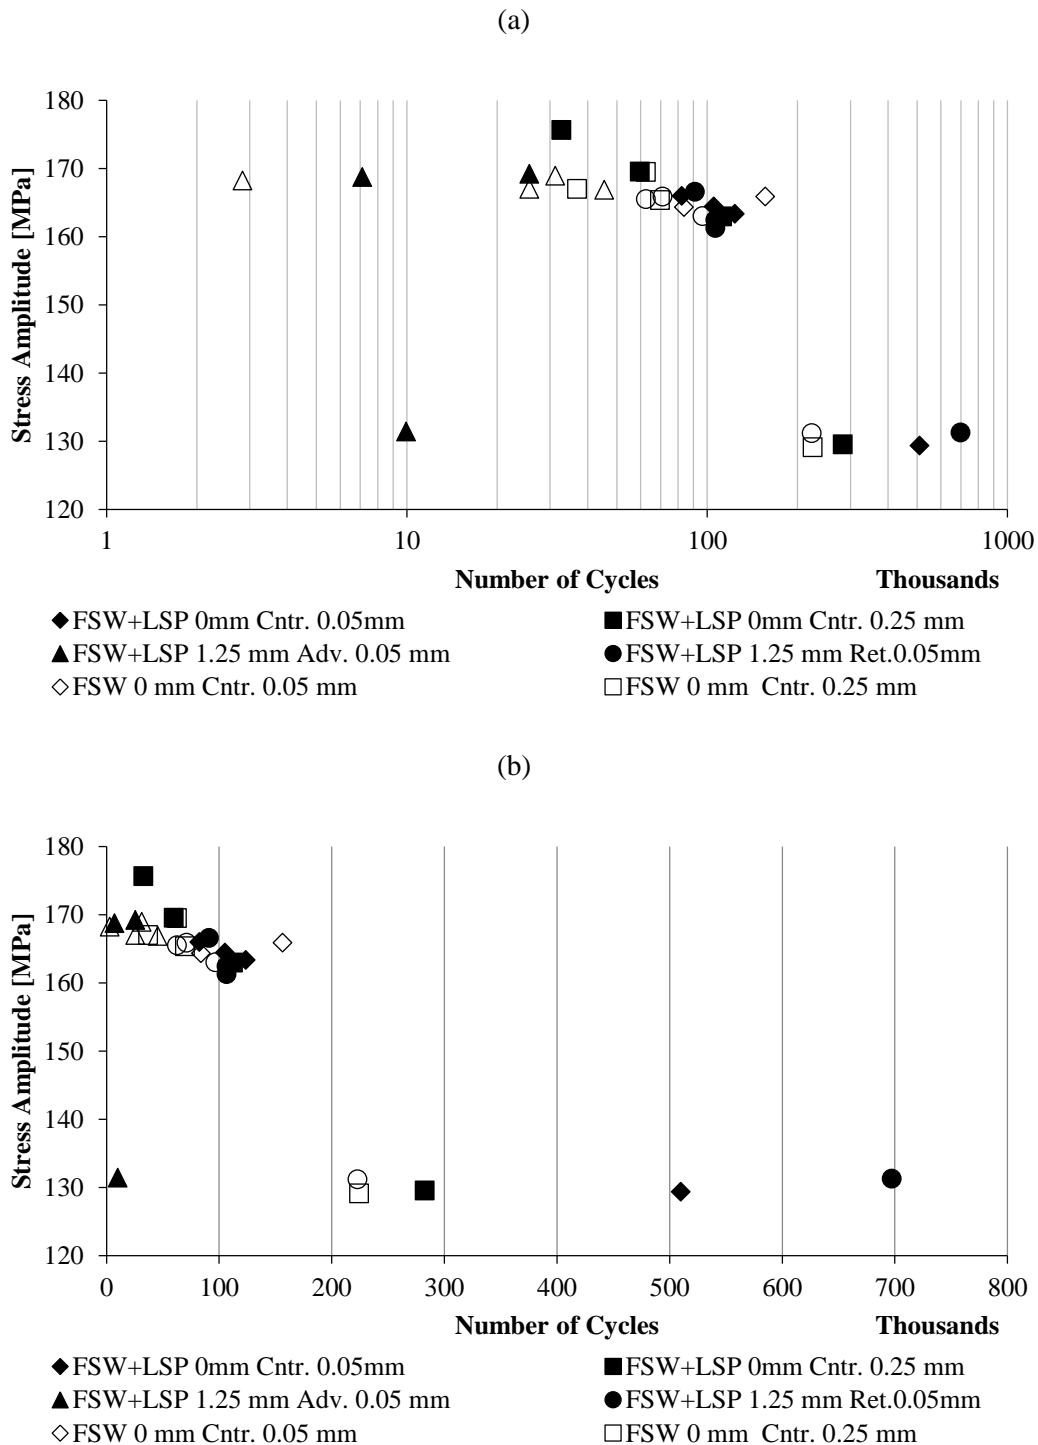 (a)
180
170
160
150
140
130
120
Stress Amplitude [MPa]
1 10 100 1000
Number of Cycles Thousands
FSW+LSP 0mm Cntr. 0.05mm FSW+LSP 0mm Cntr. 0.25 mm
FSW+LSP 1.25 mm Adv. 0.05 mm FSW+LSP 1.25 mm Ret.0.05mm
FSW 0 mm Cntr. 0.05 mm FSW 0 mm  Cntr. 0.25 mm
(b)
180
170
160
150
140
130
120
Stress Amplitude [MPa]
0 100 200 300 400 500 600 700 800
Number of Cycles Thousands
FSW+LSP 0mm Cntr. 0.05mm FSW+LSP 0mm Cntr. 0.25 mm
FSW+LSP 1.25 mm Adv. 0.05 mm FSW+LSP 1.25 mm Ret.0.05mm
FSW 0 mm Cntr. 0.05 mm FSW 0 mm  Cntr. 0.25 mm